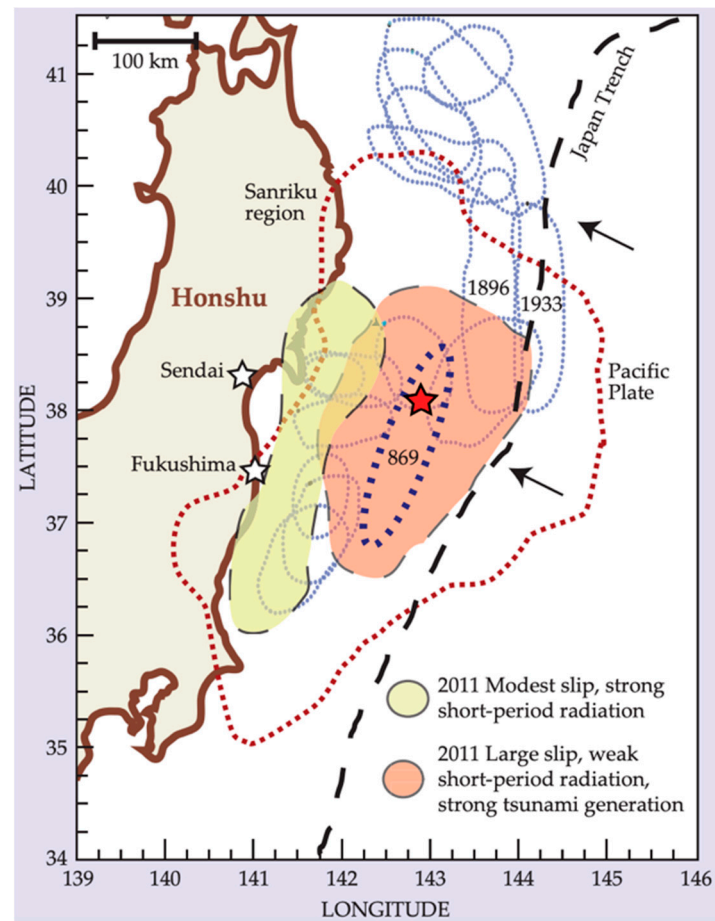 100 km
41
40
39
38
37
36
35
34
LATITUDE
139
140
141
142
143
144
145
146
LONGITUDE
Japan Trench
Sanriku
region
Honshu
1896
1933
Sendai
Pacific
Plate
Fukushima
869
2011 Modest slip, strong
short-period radiation
2011 Large slip, weak
short-period radiation,
strong tsunami generation